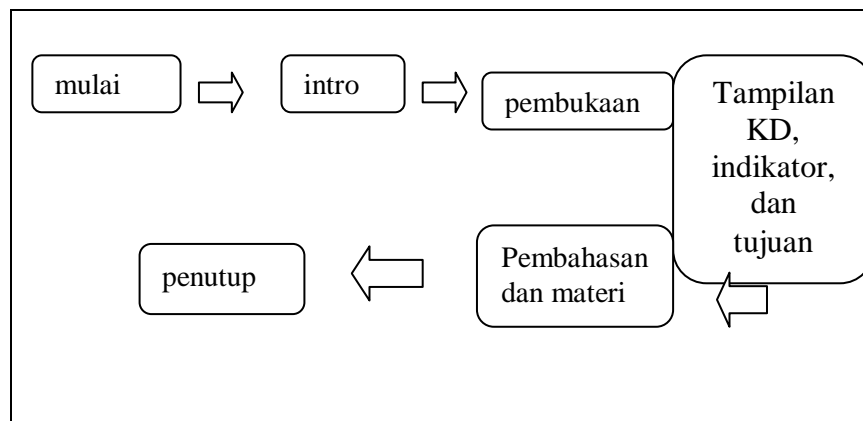 mulai
intro
pembukaan
Tampilan
KD,
indikator,
dan
tujuan
Pembahasan
dan materi
penutup